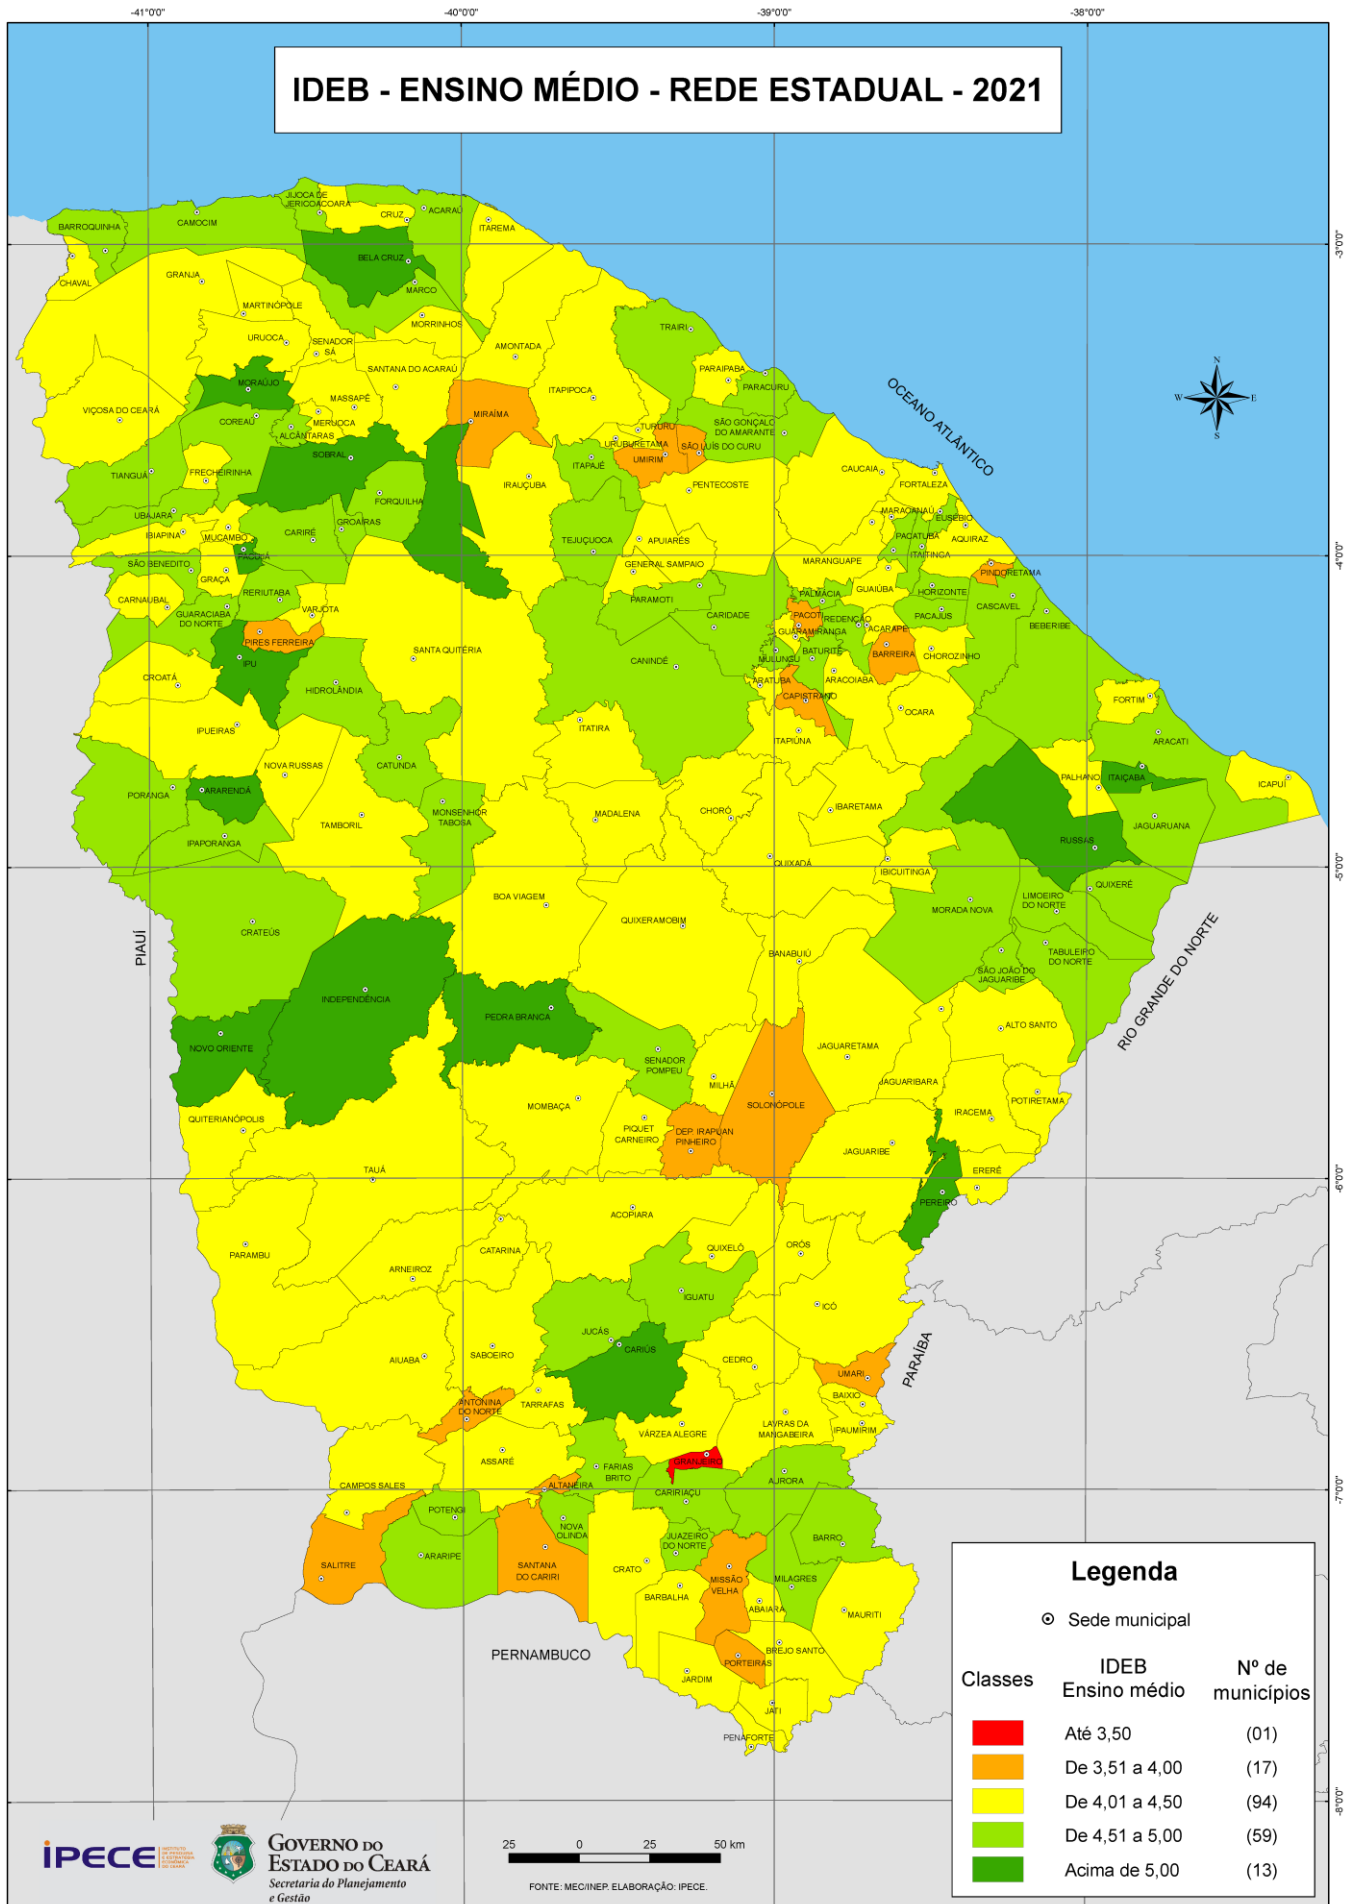 -41°0'0"
-40°0'0"
-39°0'0"
-38°0'0"
IDEB - ENSINO MÉDIO - REDE ESTADUAL - 2021
JIJOCA DE
JERICOACOARA
CRUZ
ACARAÚ
BARROQUINHA
CAMOCIM
ITAREMA
-3°0'0"
BELA CRUZ
CHAVAL
GRANJA
MARCO
MARTINÓPOLE
MORRINHOS
TRAIRI
URUOCA
SENADOR
SÁ
AMONTADA
SANTANA DO ACARAÚ
PARAIPABA
N
MORAÚJO
ITAPIPOCA
PARACURU
OCEANO ATLÂNTICO
W
E
S
VIÇOSA DO CEARÁ
MASSAPÊ
MERUOCA
MIRAÍMA
COREAÚ
ALCÂNTARAS
SÃO GONÇALO
DO AMARANTE
TURURU
URUBURETAMA
SÃO LUÍS DO CURU
SOBRAL
UMIRIM
ITAPAJÉ
TIANGUÁ
FRECHEIRINHA
CAUCAIA
FORTALEZA
IRAUÇUBA
PENTECOSTE
FORQUILHA
UBAJARA
GROAÍRAS
MARACANAÚ
EUSÉBIO
IBIAPINA
MUCAMBO
CARIRÉ
TEJUÇUOCA
APUIARÉS
PACATUBA
AQUIRAZ
PACUJÁ
ITAITINGA
-4°0'0"
SÃO BENEDITO
GENERAL SAMPAIO
MARANGUAPE
PINDORETAMA
GRAÇA
RERIUTABA
PALMÁCIA
GUAIÚBA
HORIZONTE
CARNAUBAL
PARAMOTI
CASCAVEL
GUARACIABA
DO NORTE
VARJOTA
CARIDADE
PACOTI
REDENÇÃO
PACAJUS
BEBERIBE
GUARAMIRANGA
ACARAPE
PIRES FERREIRA
BARREIRA
SANTA QUITÉRIA
CHOROZINHO
IPU
MULUNGU
BATURITÉ
CANINDÉ
CROATÁ
HIDROLÂNDIA
ARATUBA
ARACOIABA
CAPISTRANO
FORTIM
OCARA
IPUEIRAS
ITATIRA
ITAPIÚNA
ARACATI
NOVA RUSSAS
CATUNDA
PALHANO
ITAIÇABA
ICAPUÍ
PORANGA
ARARENDÁ
MONSENHOR
TABOSA
MADALENA
CHORÓ
IBARETAMA
TAMBORIL
JAGUARUANA
IPAPORANGA
RUSSAS
QUIXADÁ
-5°0'0"
IBICUITINGA
QUIXERÉ
BOA VIAGEM
LIMOEIRO
DO NORTE
MORADA NOVA
CRATEÚS
QUIXERAMOBIM
PIAUÍ
BANABUIÚ
TABULEIRO
DO NORTE
SÃO JOÃO DO
JAGUARIBE
RIO GRANDE DO NORTE
INDEPENDÊNCIA
PEDRA BRANCA
ALTO SANTO
NOVO ORIENTE
JAGUARETAMA
SENADOR
POMPEU
MILHÃ
JAGUARIBARA
SOLONÓPOLE
POTIRETAMA
MOMBAÇA
IRACEMA
QUITERIANÓPOLIS
PIQUET
CARNEIRO
DEP. IRAPUAN
PINHEIRO
JAGUARIBE
TAUÁ
ERERÊ
-6°0'0"
PEREIRO
ACOPIARA
CATARINA
QUIXELÔ
ORÓS
PARAMBU
ARNEIROZ
IGUATU
ICÓ
JUCÁS
CARIÚS
AIUABA
SABOEIRO
CEDRO
PARAÍBA
UMARI
ANTONINA
DO NORTE
TARRAFAS
BAIXIO
VÁRZEA ALEGRE
LAVRAS DA
MANGABEIRA
IPAUMIRIM
ASSARÉ
GRANJEIRO
FARIAS
BRITO
AURORA
CAMPOS SALES
ALTANEIRA
CARIRIAÇU
-7°0'0"
POTENGI
NOVA
OLINDA
JUAZEIRO
DO NORTE
BARRO
ARARIPE
SALITRE
SANTANA
DO CARIRI
CRATO
MISSÃO
VELHA
MILAGRES
BARBALHA
ABAIARA
MAURITI
PERNAMBUCO
BREJO SANTO
PORTEIRAS
JARDIM
JATI
PENAFORTE
-8°0'0"
Legenda
Sede municipal
Classes
IDEB
Ensino médio
Nº de
municípios
Até 3,50 (01)
De 3,51 a 4,00 (17)
De 4,01 a 4,50 (94)
De 4,51 a 5,00 (59)
Acima de 5,00 (13)
IPECE
INSTITUTO
DE PESQUISA
E ESTRATÉGIA
ECONÔMICA
DO CEARÁ
GOVERNO DO
ESTADO DO CEARÁ
Secretaria do Planejamento
e Gestão
25 0 25 50 km
FONTE: MEC/INEP. ELABORAÇÃO: IPECE.